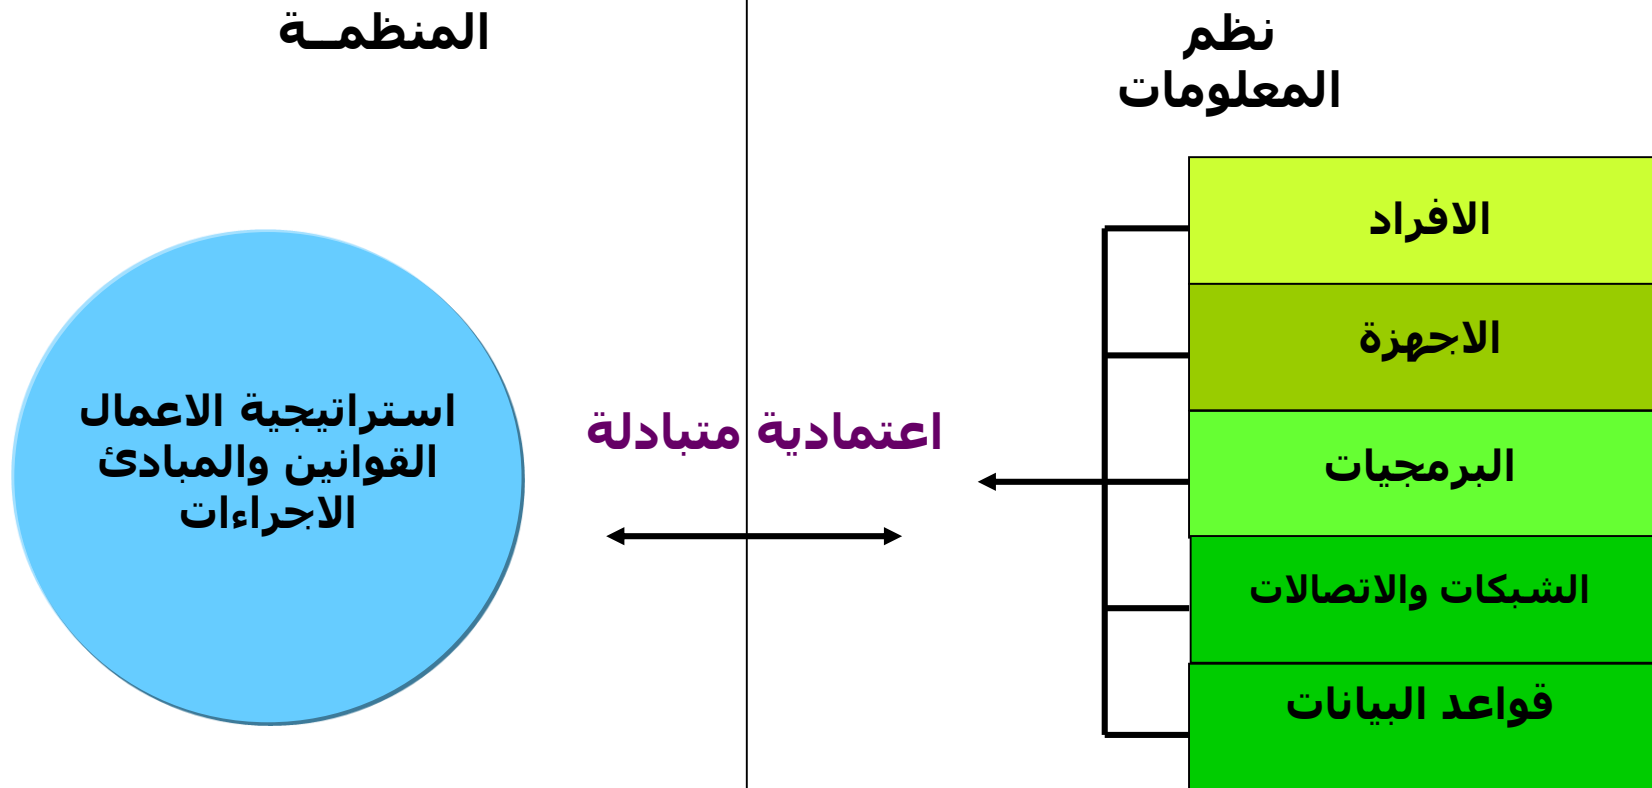 نظم
المعلومات
المنظمــة
الافراد
الاجهزة
البرمجيات
الشبكات والاتصالات
قواعد البيانات
اعتمادية متبادلة
استراتيجية الاعمال
القوانين والمبادئ
الاجراءات